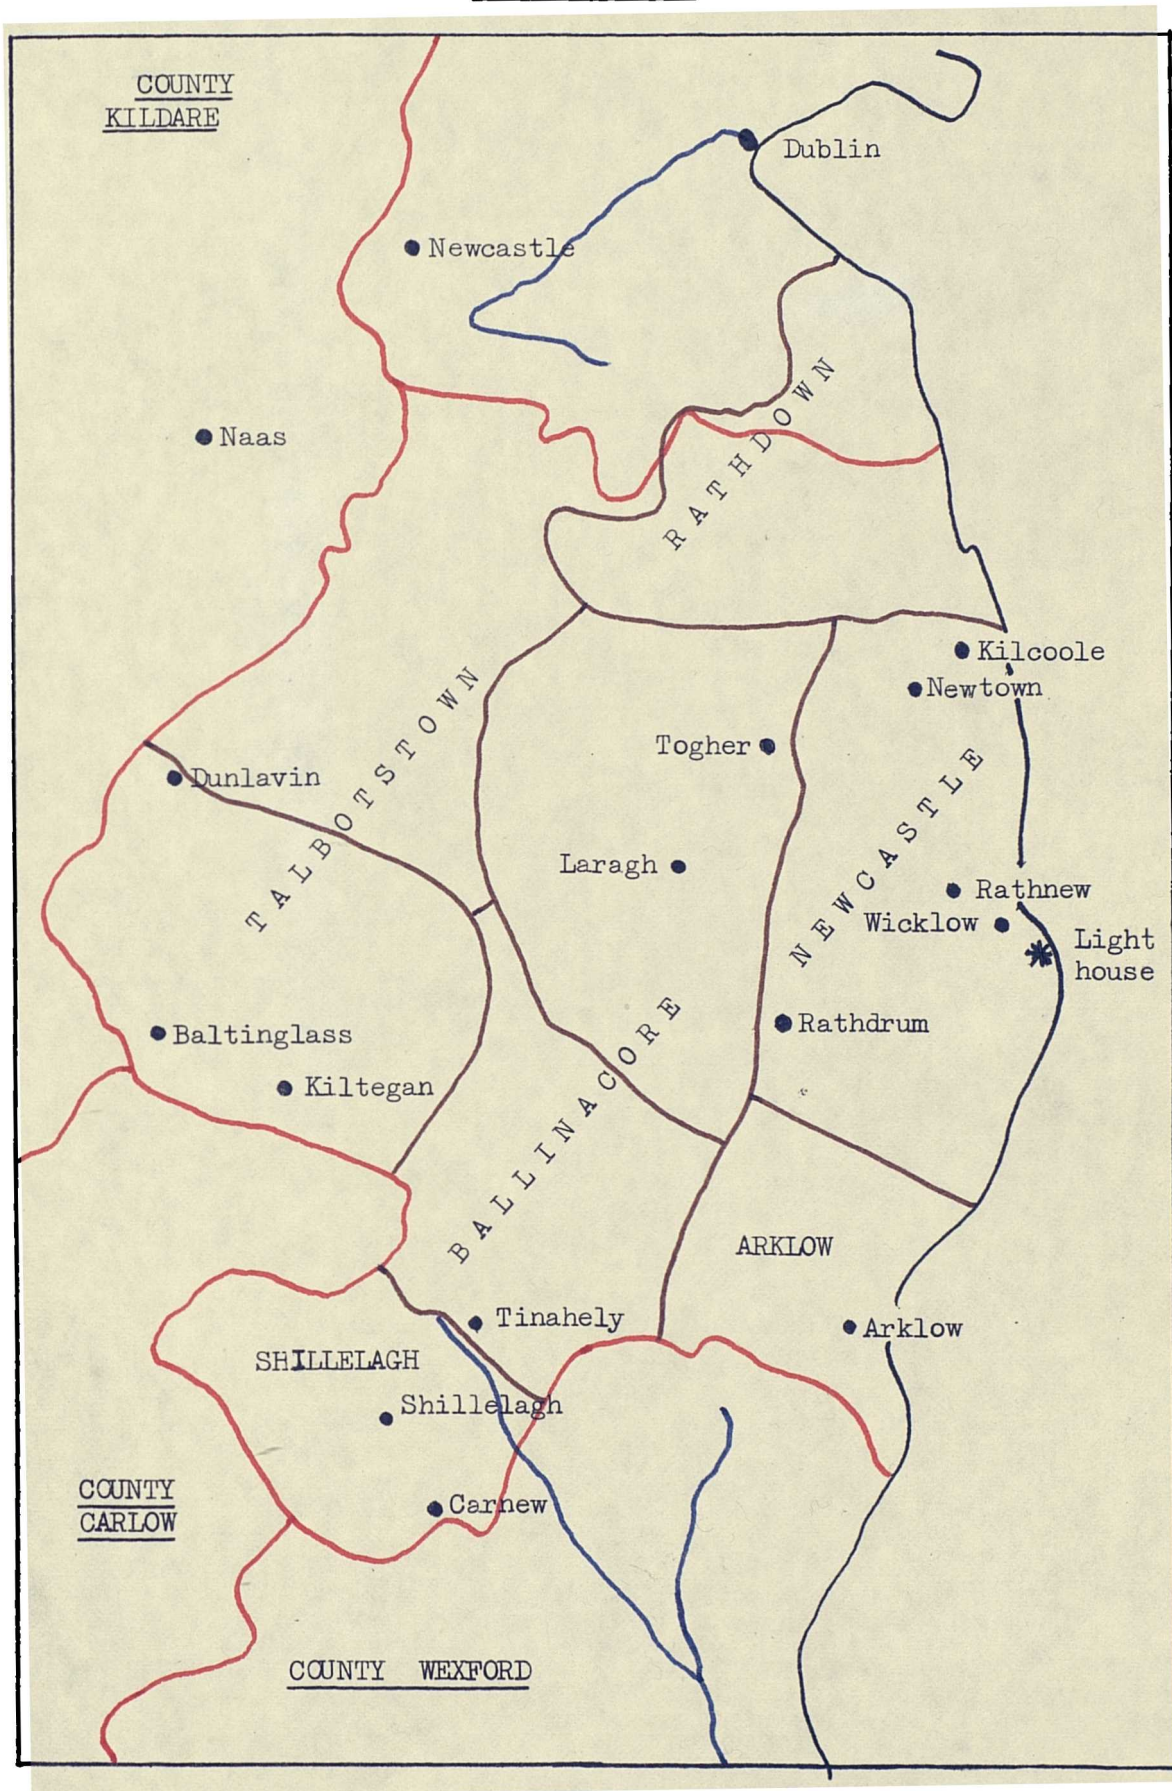 COUNTY
KILDARE
Dublin
Newcastle
Naas
RATHDOWN
Kilcoole
Newtown
Togher
TALBOTSTOWN
Dunlavin
NEWCASTLE
Laragh
Rathnew
Wicklow
Light
house
Rathdrum
Baltinglass
Kiltegan
BALLINACORE
ARKLOW
Tinahely
Arklow
SHILLELAGH
Shillelagh
COUNTY
CARLOW
Carnew
COUNTY WEXFORD